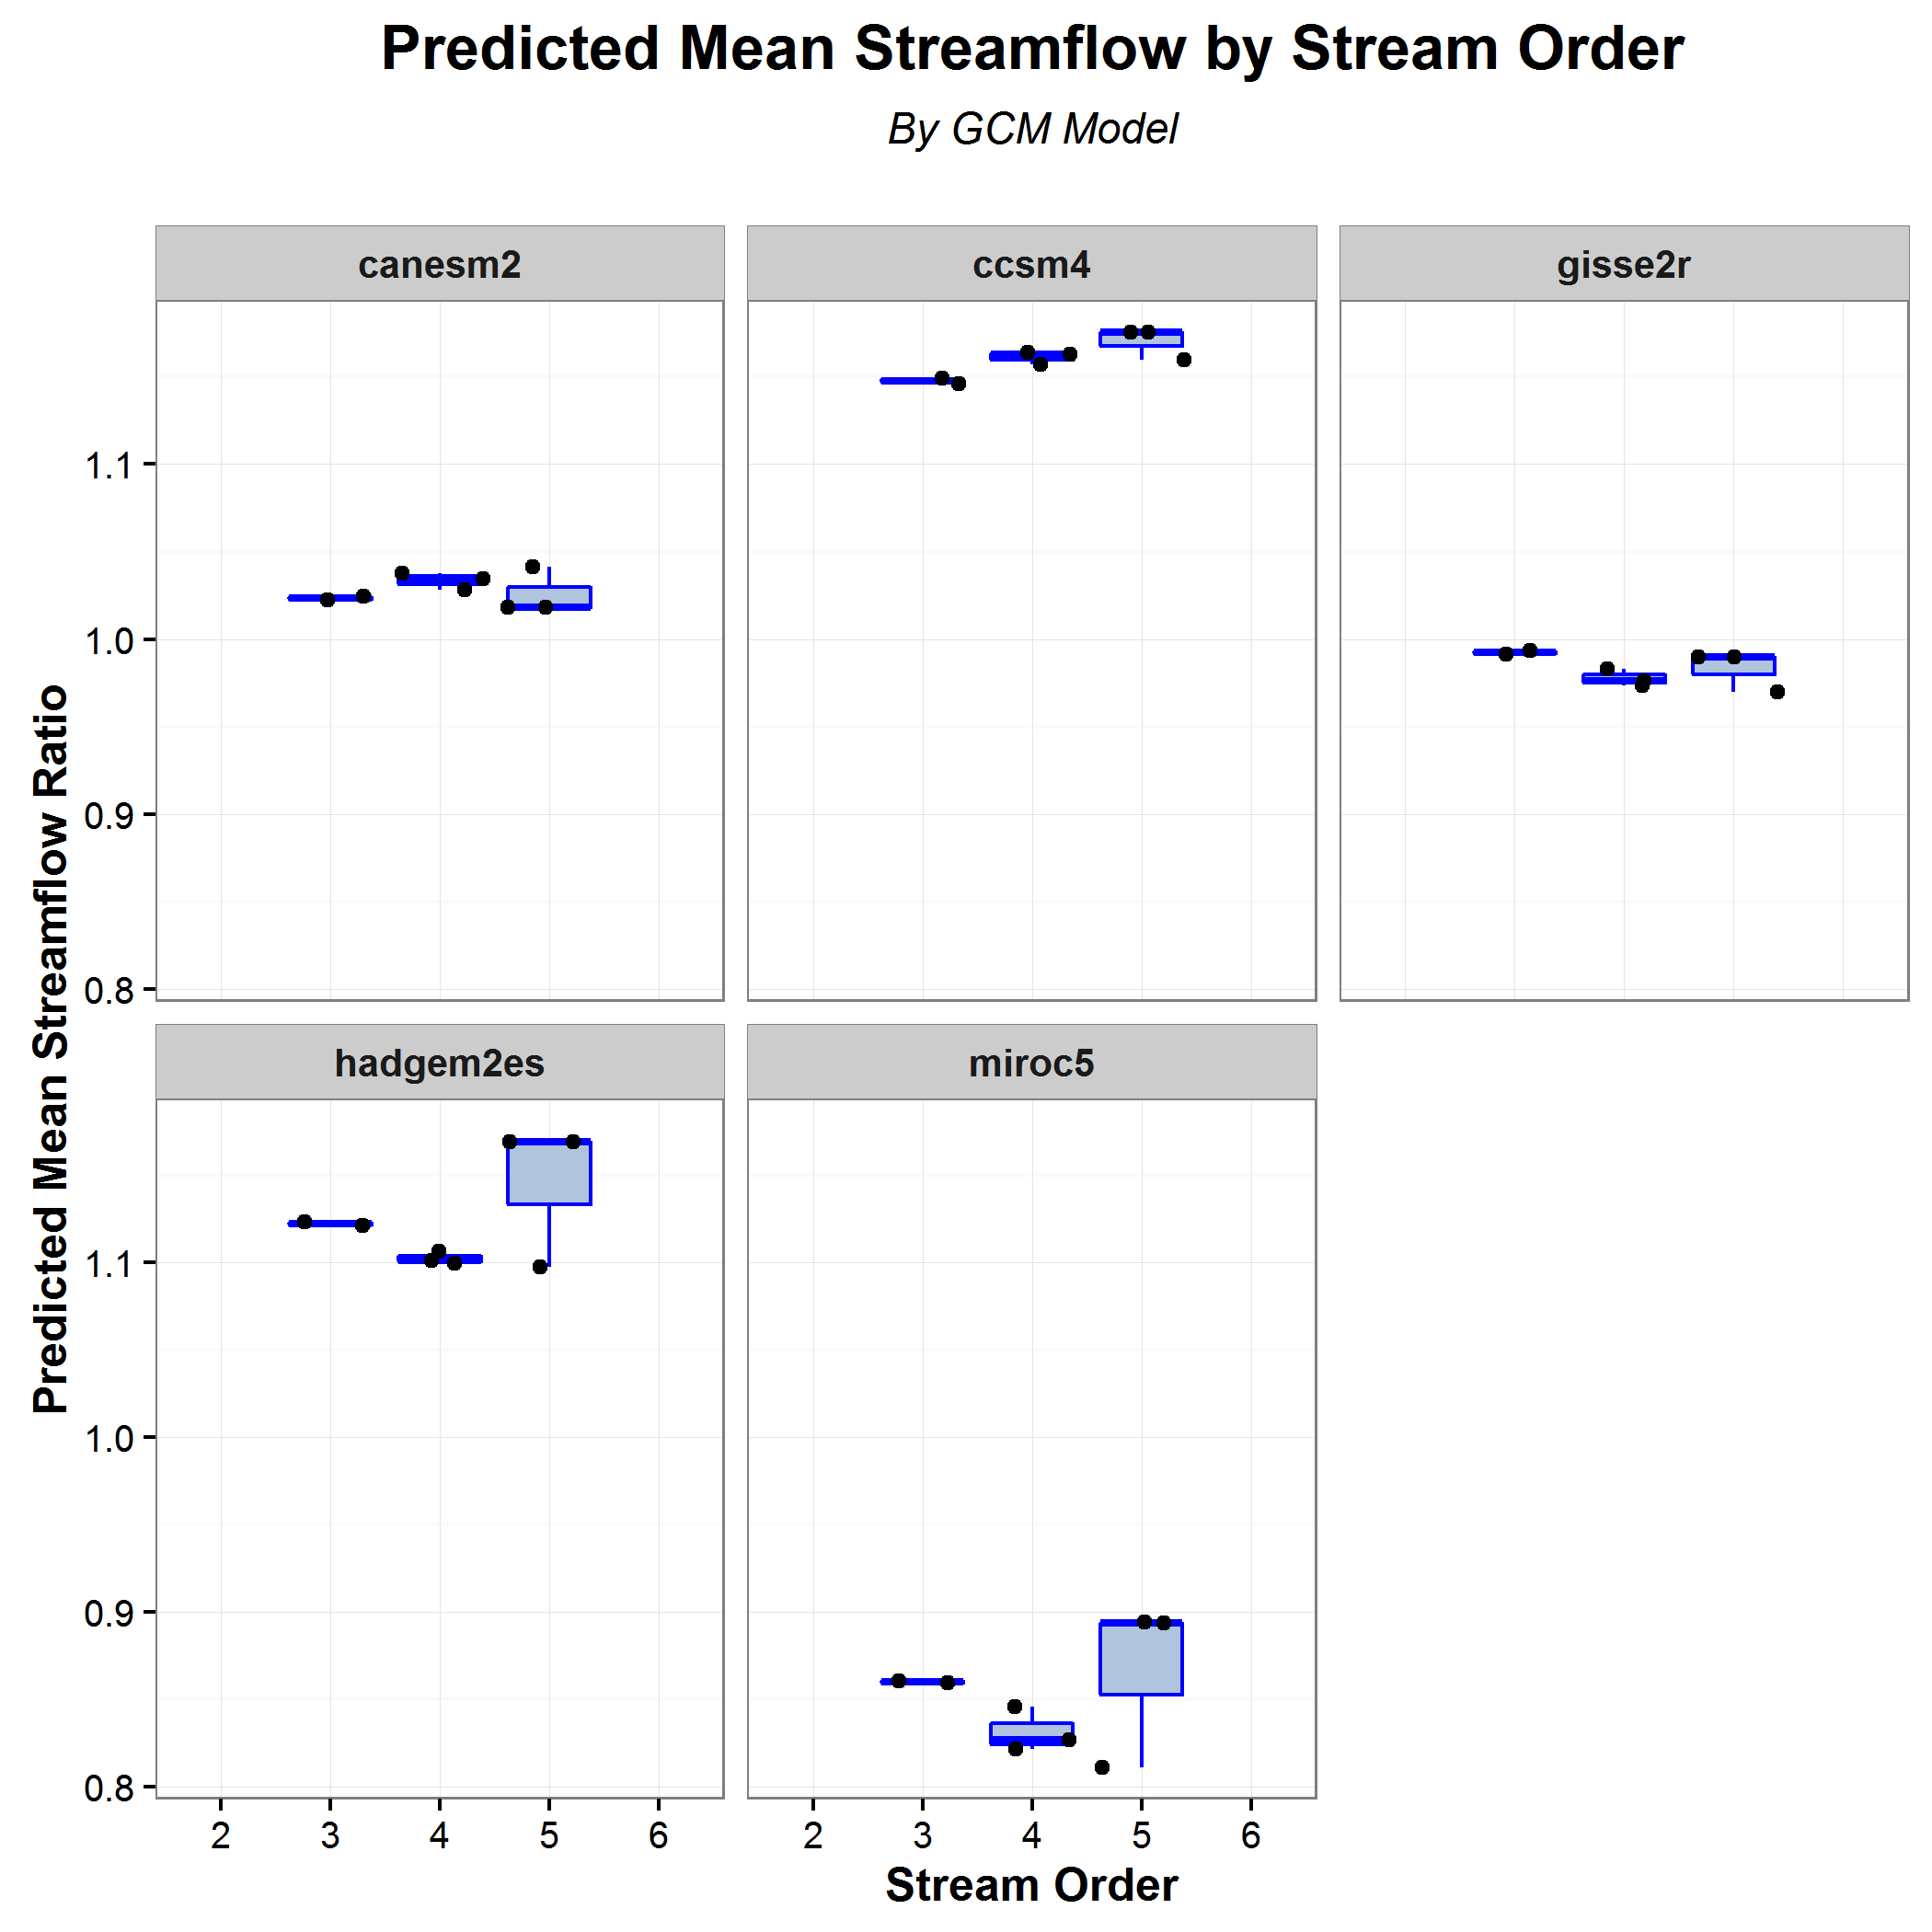 Predicted Mean Streamflow by Stream Order
By GCM Model
canesm2
ccsm4
gisse2r
1.1
1.0
0.9
0.8
Predicted Mean Streamflow Ratio
hadgem2es
miroc5
1.1
1.0
0.9
0.8
2 3 4 5 6
2 3 4 5 6
Stream Order